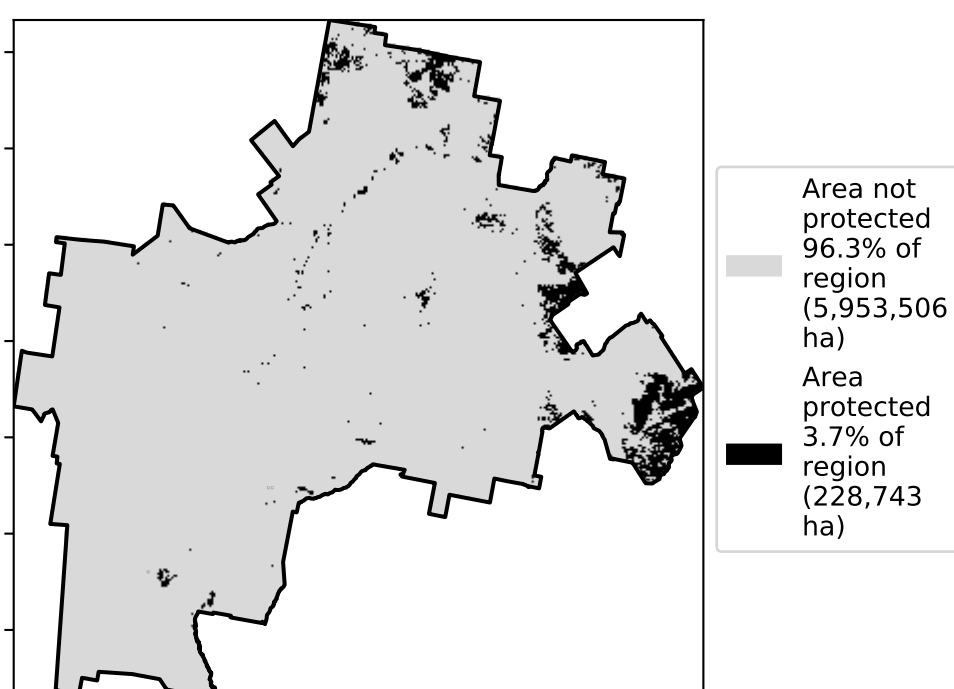 Area not
protected
96.3% of
region
(5,953,506
ha)
Area
protected
3.7% of
region
(228,743
ha)